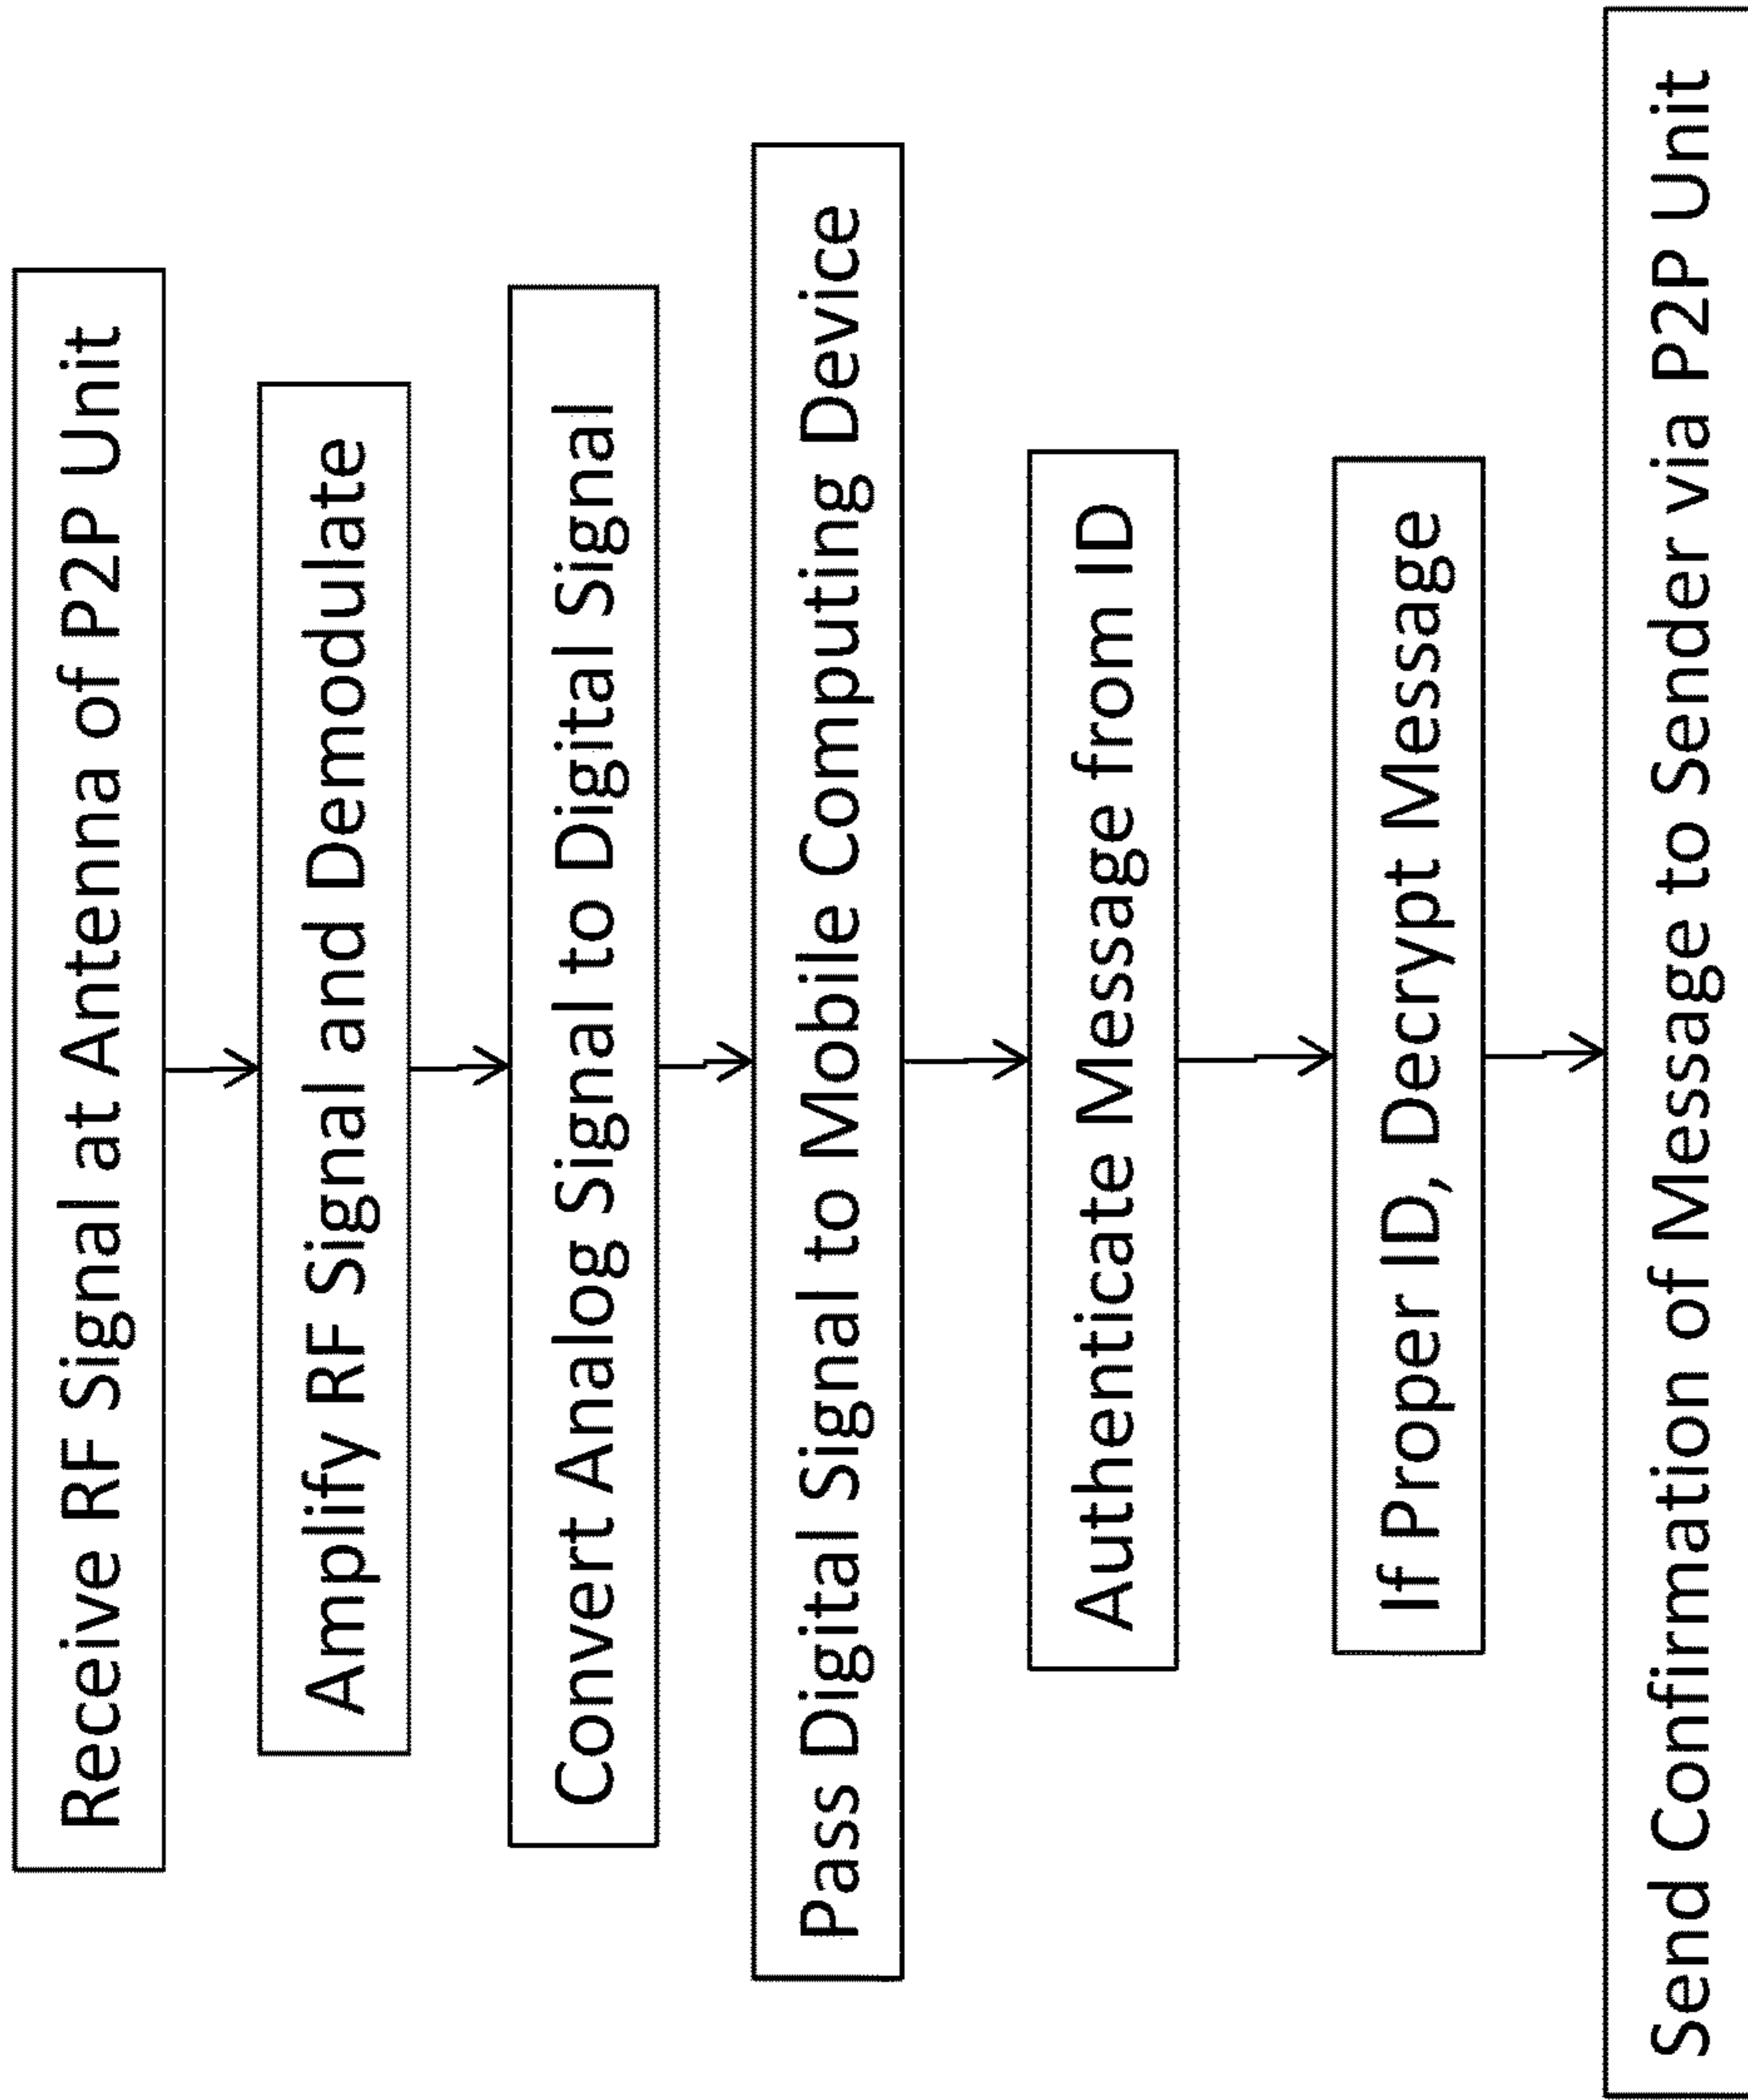 Receive RF Signal at Antenna of P2P Unit
Amplify RF Signal and Demodulate
Convert Analog Signal to Digital Signal
Pass Digital Signal to Mobile Computing Device
Authenticate Message from ID
If Proper ID, Decrypt Message
Send Confirmation of Message to Sender via P2P Unit